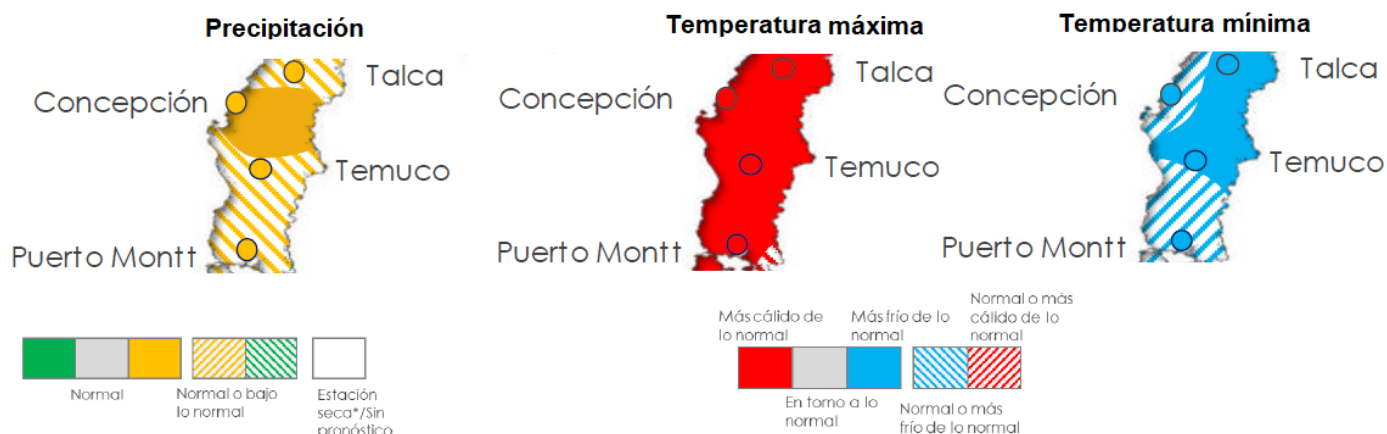 Precipitación
Talca
Concepción
Temuco
Puerto Montt
Normal
Normal o bajo
lo normal
Estación
seca*/Sin
pronóstico
Temperatura máxima
Talca
Concepción
Temuco
Puerto Montt
Temperatura mínima
Talca
Concepción
Temuco
Puerto Montt
Más cálido de
lo normal
Más frío de lo
normal
Normal o más
cálido de lo
normal
En torno a lo
normal
Normal o más
frío de lo normal